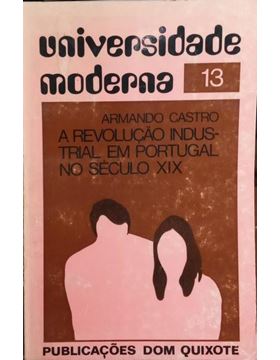 universidade
moderna 13
ARMANDO CASTRO
A REVOLUÇÃO INDUS-
TRIAL EM PORTUGAL
NO SÉCULO XIX
PUBLICAÇÕES DOM QUIXOTE